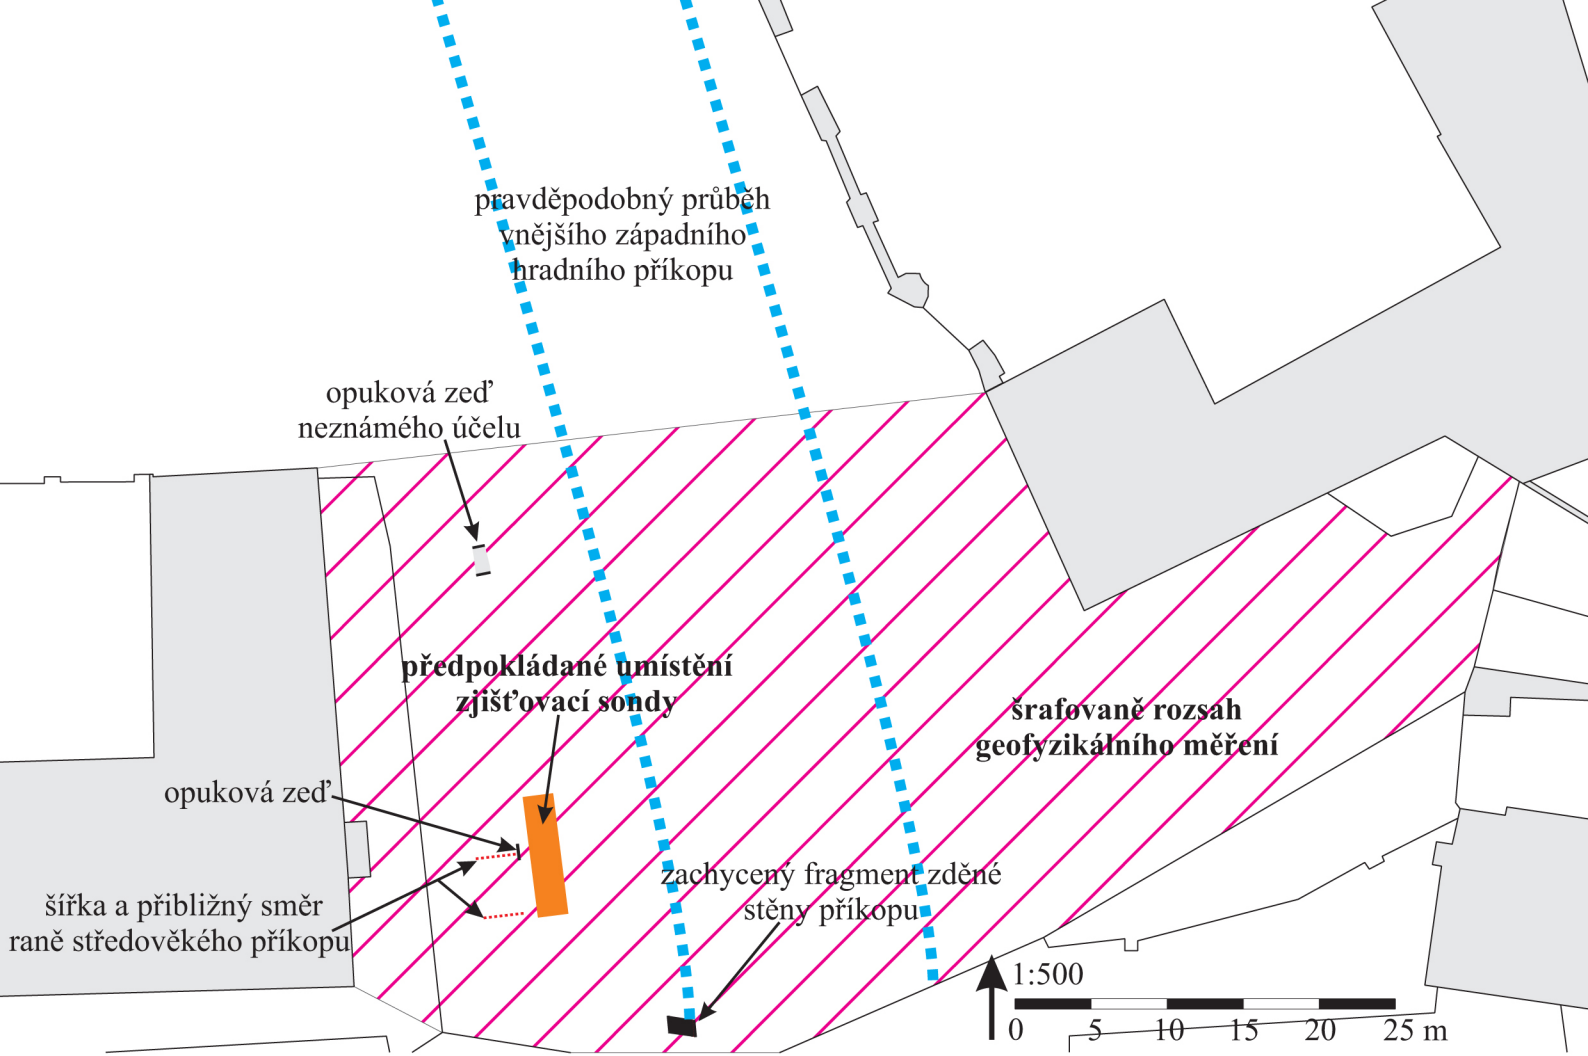 pravděpodobný průběh
vnějšího západního
hradního příkopu
opuková zeď
neznámého účelu
předpokládané umístění
zjišťovací sondy
šrafovaně rozsah
geofyzikálního měření
opuková zeď
zachycený fragment zděné
stěny příkopu
šířka a přibližný směr
raně středověkého příkopu
1:500
0 5 10 15 20 25 m